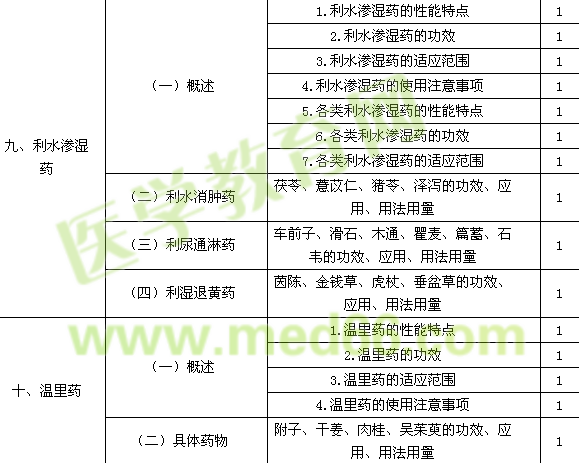 1.利水渗湿药的性能特点 1
2.利水渗湿药的功效 1
3.利水渗湿药的适应范围 1
（一）概述 4.利水渗湿药的使用注意事项 1
5.各类利水渗湿药的性能特点 1
6.各类利水渗湿药的功效 1
7.各类利水渗湿药的适应范围 1
九、利水渗湿
药
（二）利水消肿药 茯苓、薏苡仁、猪苓、泽泻的功效、应
用、用法用量 1
（三）利尿通淋药 车前子、滑石、木通、瞿麦、篇蓄、石
韦的功效、应用、用法用量 1
（四）利湿退黄药 茵陈、金钱草、虎杖、垂盆草的功效、
应用、用法用量 1
十、温里药
（一）概述 1.温里药的性能特点 1
2.温里药的功效 1
3.温里药的适应范围 1
4.温里药的使用注意事项 1
（二）具体药物 附子、干姜、肉桂、吴茱萸的功效、应
用、用法用量 1
医学教育网
www.med66.com